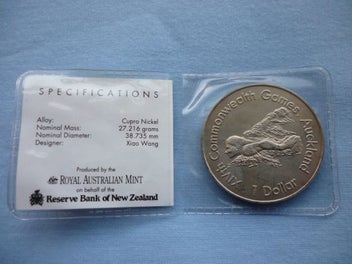 SPECIFICATIONS
Alloy: Cupro Nickel
Nominal Mass: 27.216 grams
Nominal Diameter: 38.735 mm
Designer: Xiao Wang
Produced by the
ROYAL AUSTRALIAN MINT
on behalf of the
Reserve Bank of New Zealand
XIVth Commonwealth Games, Auckland
1 Dollar